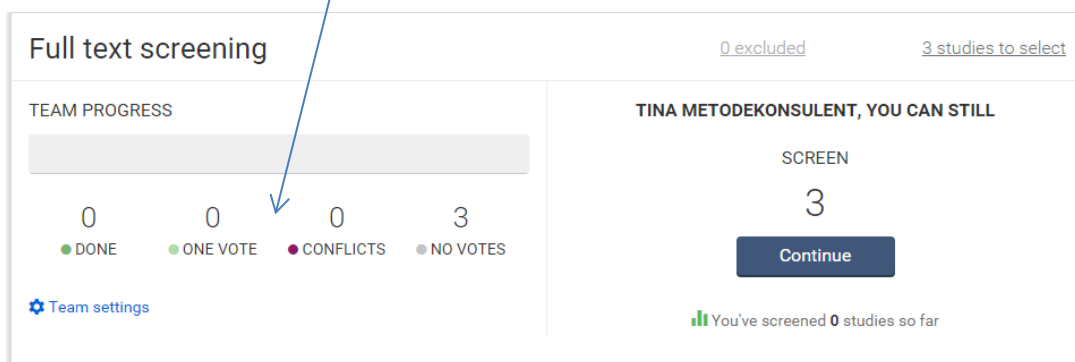 Full text screening
0 excluded
3 studies to select
TEAM PROGRESS
0 0 0 3
DONE ONE VOTE CONFLICTS NO VOTES
Team settings
TINA METODEKONSULENT, YOU CAN STILL
SCREEN
3
Continue
You've screened 0 studies so far